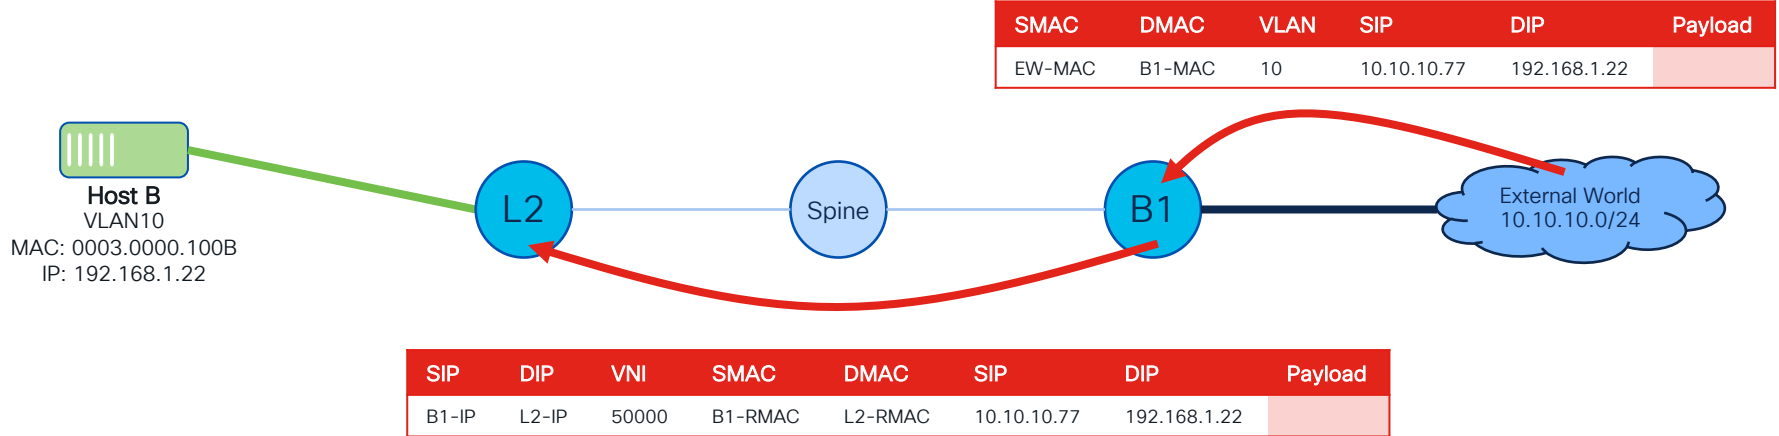 SMAC DMAC VLAN SIP DIP Payload
EW-MAC B1-MAC 10 10.10.10.77 192.168.1.22
Host B
VLAN10
MAC: 0003.0000.100B
IP: 192.168.1.22
L2
Spine
B1
External World
10.10.10.0/24
SIP DIP VNI SMAC DMAC SIP DIP Payload
B1-IP L2-IP 50000 B1-RMAC L2-RMAC 10.10.10.77 192.168.1.22